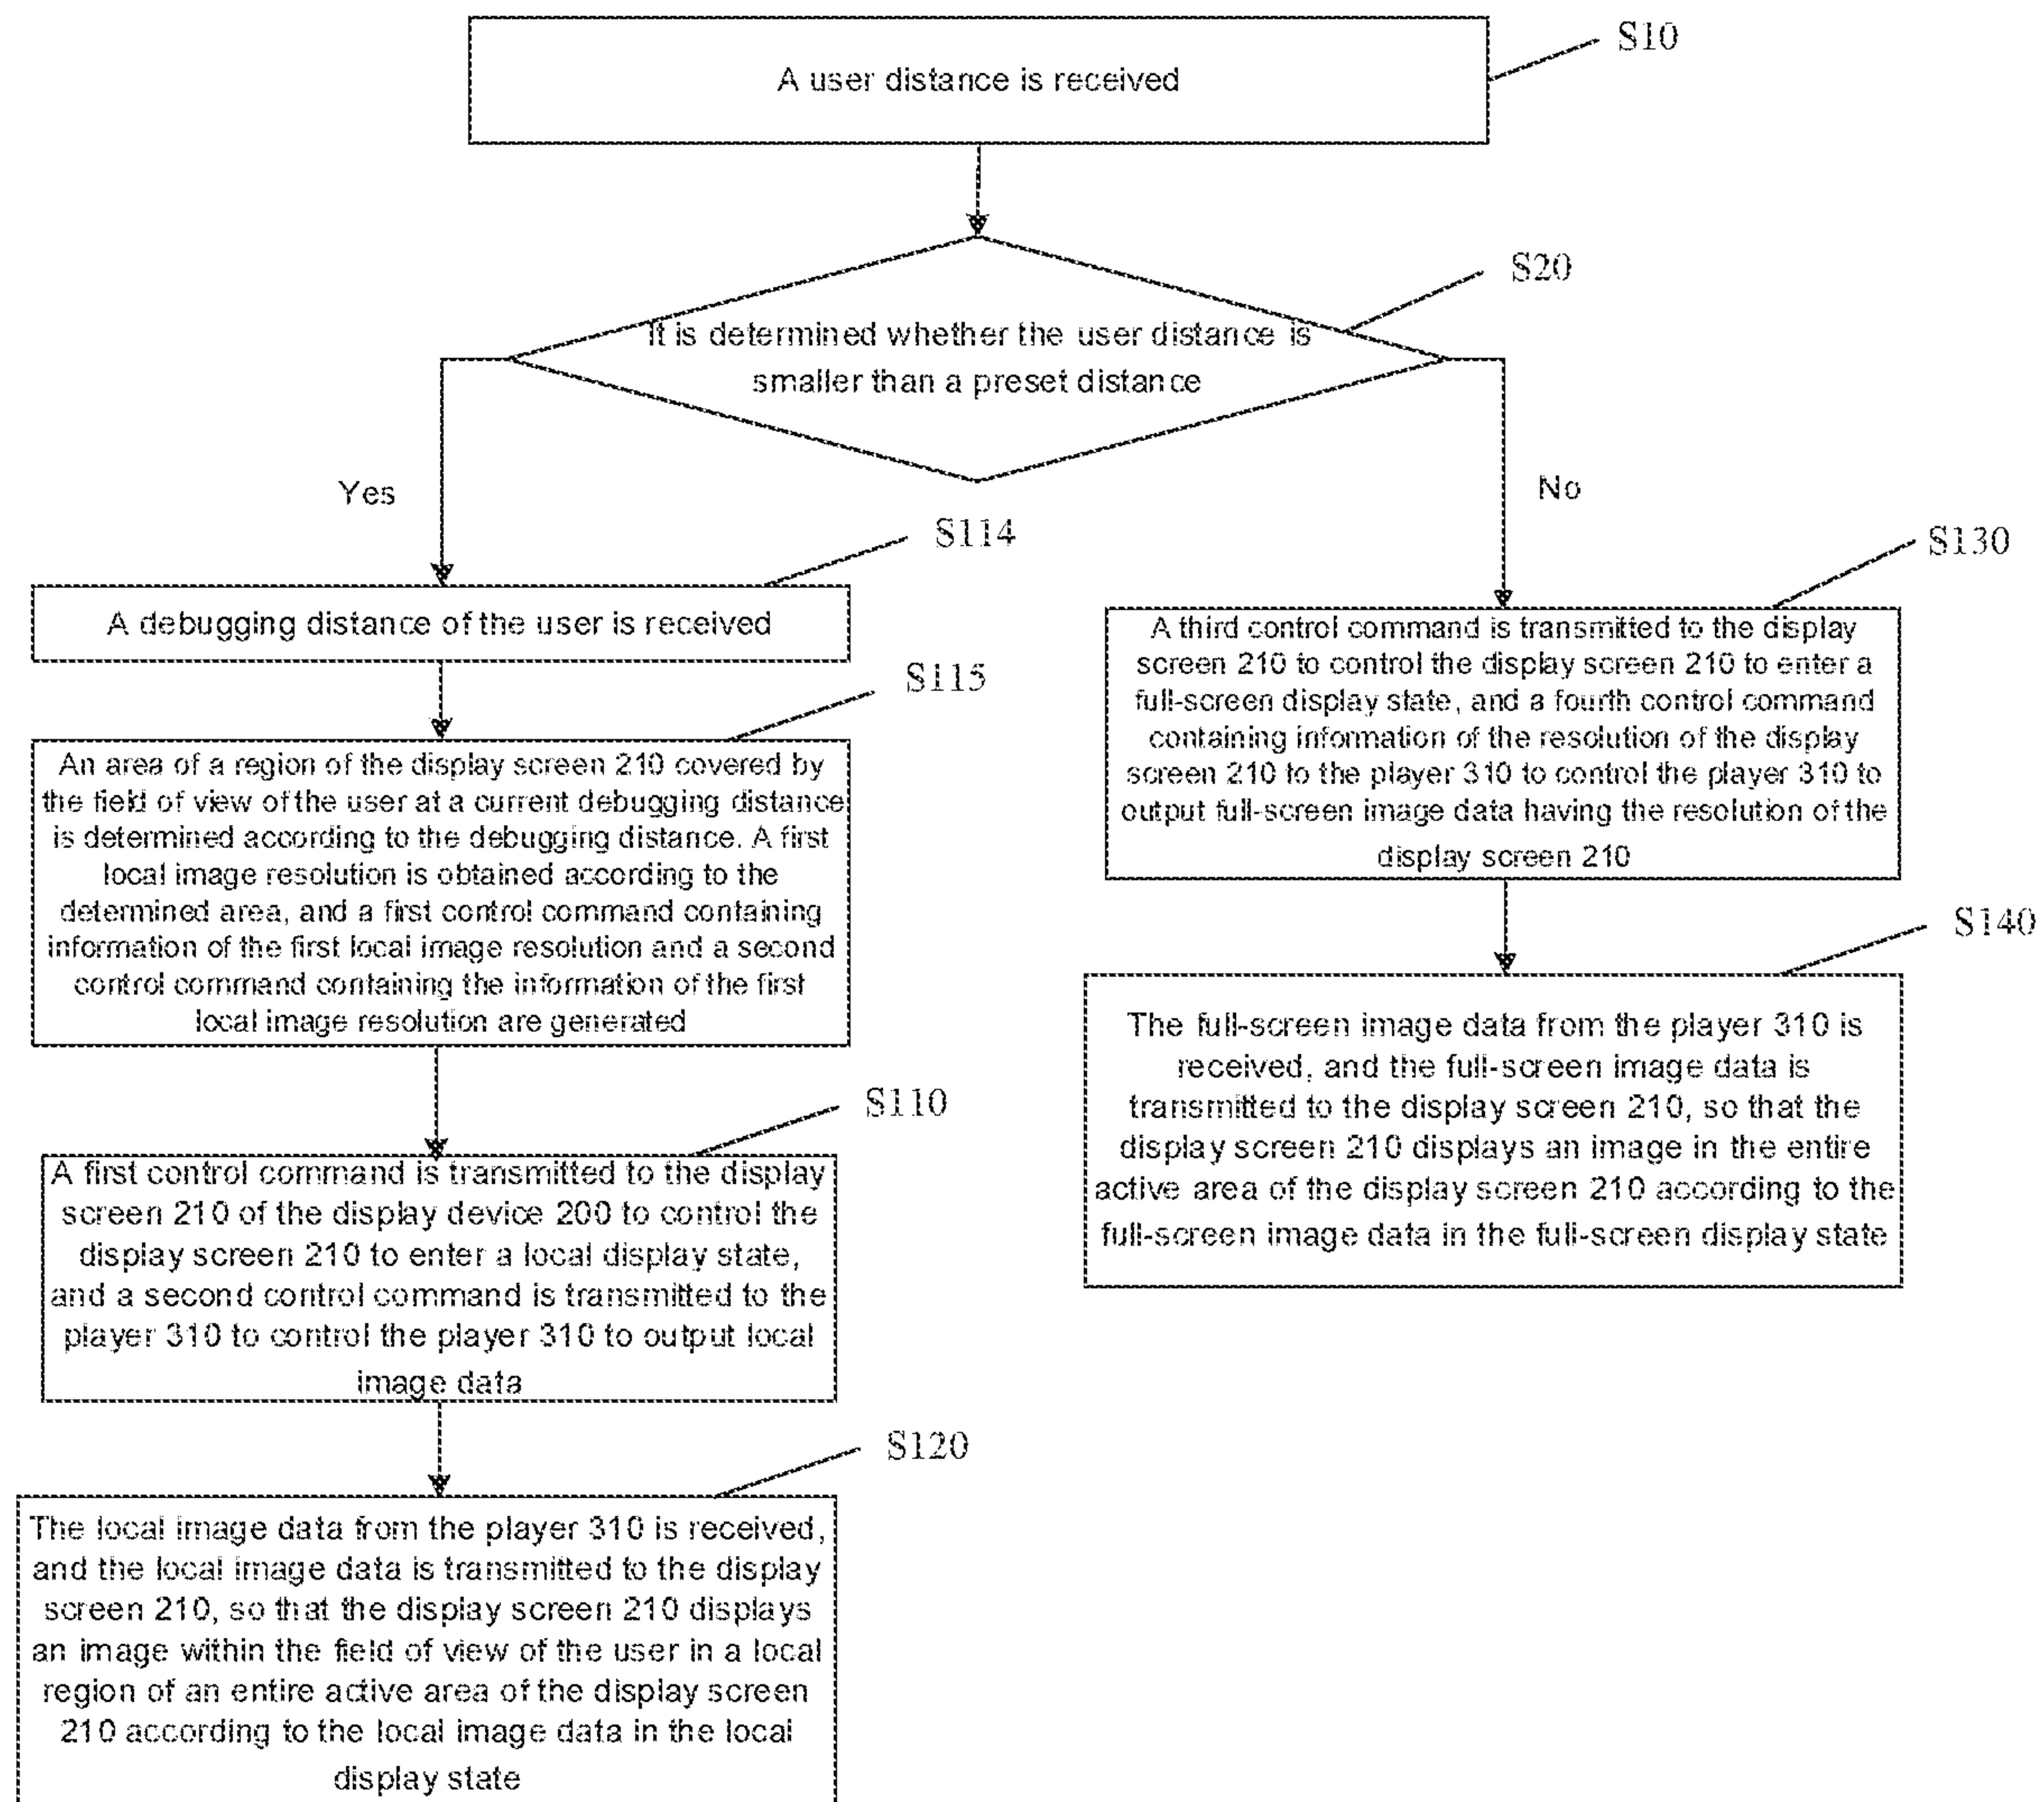 S10
A user distance is received
S20
It is determined whether the user distance is
smaller than a preset distance
Yes
No
S114
A debugging distance of the user is received
S115
An area of a region of the display screen 210 covered by
the field of view of the user at a current debugging distance
is determined according to the debugging distance. A first
local image resolution is obtained according to the
determined area, and a first control command containing
information of the first local image resolution and a second
control command containing the information of the first
local image resolution are generated
S110
A first control command is transmitted to the display
screen 210 of the display device 200 to control the
display screen 210 to enter a local display state,
and a second control command is transmitted to the
player 310 to control the player 310 to output local
image data
S120
The local image data from the player 310 is received,
and the local image data is transmitted to the display
screen 210, so that the display screen 210 displays
an image within the field of view of the user in a local
region of an entire active area of the display screen
210 according to the local image data in the local
display state
S130
A third control command is transmitted to the display
screen 210 to control the display screen 210 to enter a
full-screen display state, and a fourth control command
containing information of the resolution of the display
screen 210 to the player 310 to control the player 310 to
output full-screen image data having the resolution of the
display screen 210
S140
The full-screen image data from the player 310 is
received, and the full-screen image data is
transmitted to the display screen 210, so that the
display screen 210 displays an image in the entire
active area of the display screen 210 according to the
full-screen image data in the full-screen display state